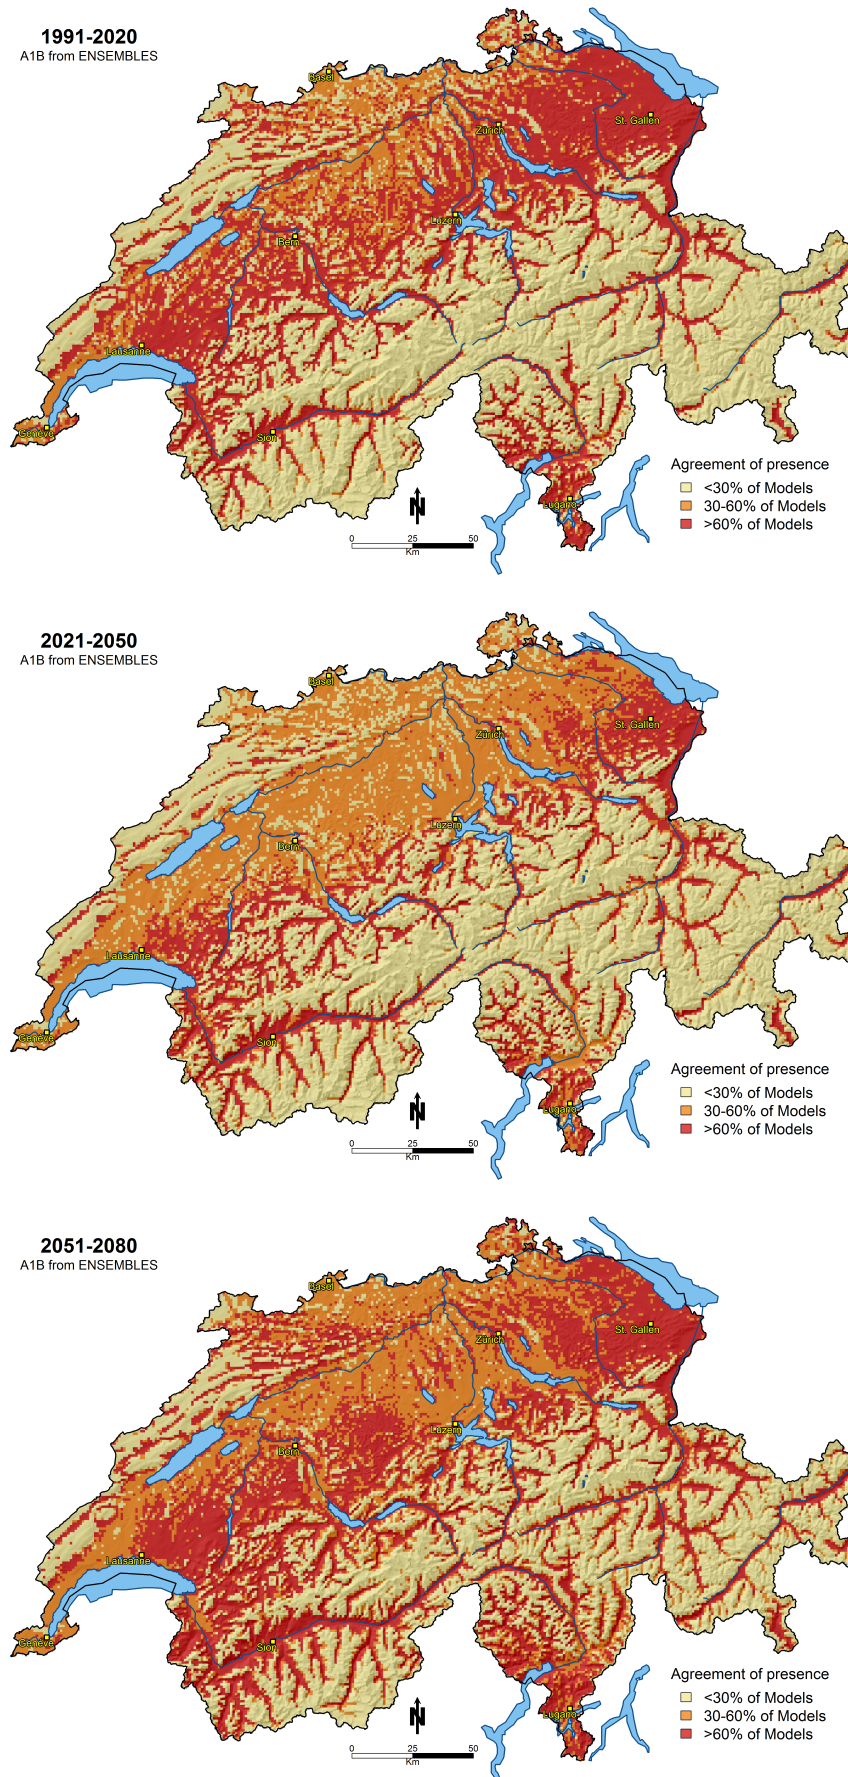 1991-2020
A1B from ENSEMBLES
Basel
Zürich
St. Gallen
Luzern
Bern
Lausanne
Genève
Sion
Lugano
N
Agreement of presence
<30% of Models
30-60% of Models
>60% of Models
0 25 50
Km
2021-2050
A1B from ENSEMBLES
Basel
Zürich
St. Gallen
Luzern
Bern
Lausanne
Genève
Sion
Lugano
N
Agreement of presence
<30% of Models
30-60% of Models
>60% of Models
0 25 50
Km
2051-2080
A1B from ENSEMBLES
Basel
Zürich
St. Gallen
Luzern
Bern
Lausanne
Genève
Sion
Lugano
N
Agreement of presence
<30% of Models
30-60% of Models
>60% of Models
0 25 50
Km